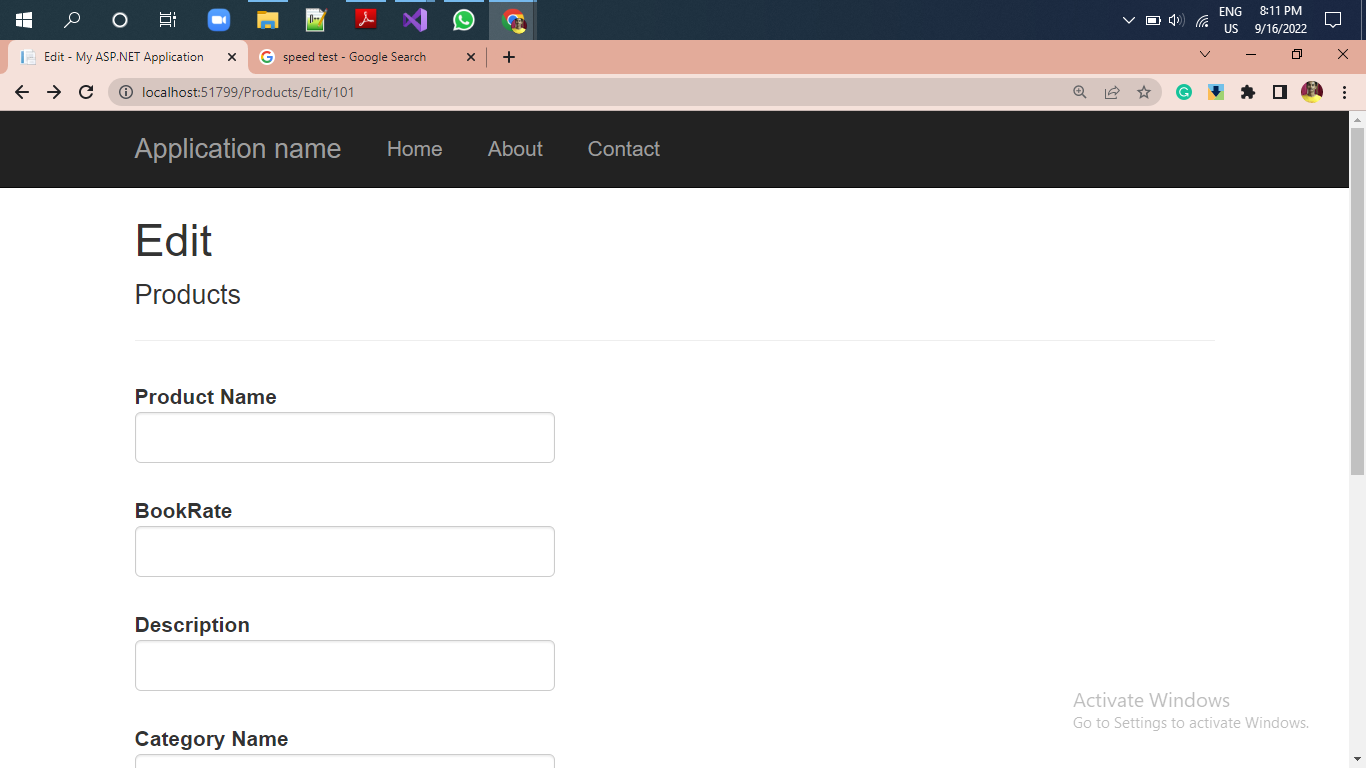 ENG
8:11 PM
US
9/16/2022
Edit - My ASP.NET Application
speed test - Google Search
localhost:51799/Products/Edit/101
Application name Home About Contact
Edit
Products
Product Name
BookRate
Description
Category Name
Activate Windows
Go to Settings to activate Windows.